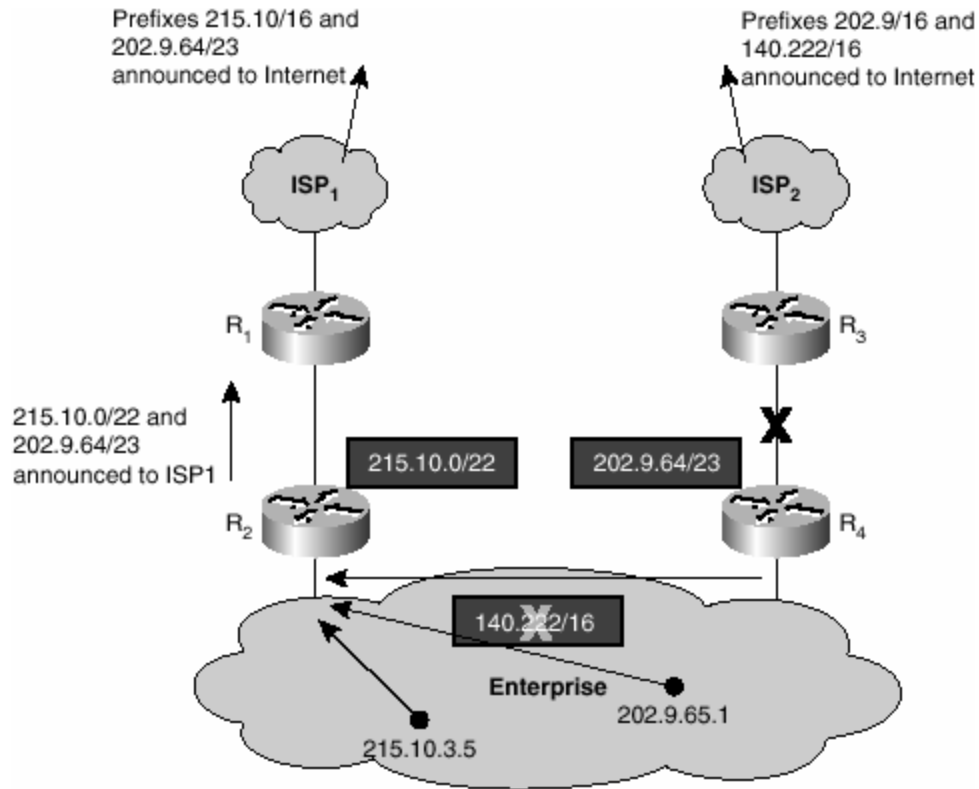 Prefixes 215.10/16 and
202.9.64/23
announced to Internet
Prefixes 202.9/16 and
140.222/16
announced to Internet
ISP1
ISP2
R1
R3
215.10.0/22 and
202.9.64/23
announced to ISP1
215.10.0/22
202.9.64/23
X
R2
R4
140.222/16
X
Enterprise
202.9.65.1
215.10.3.5